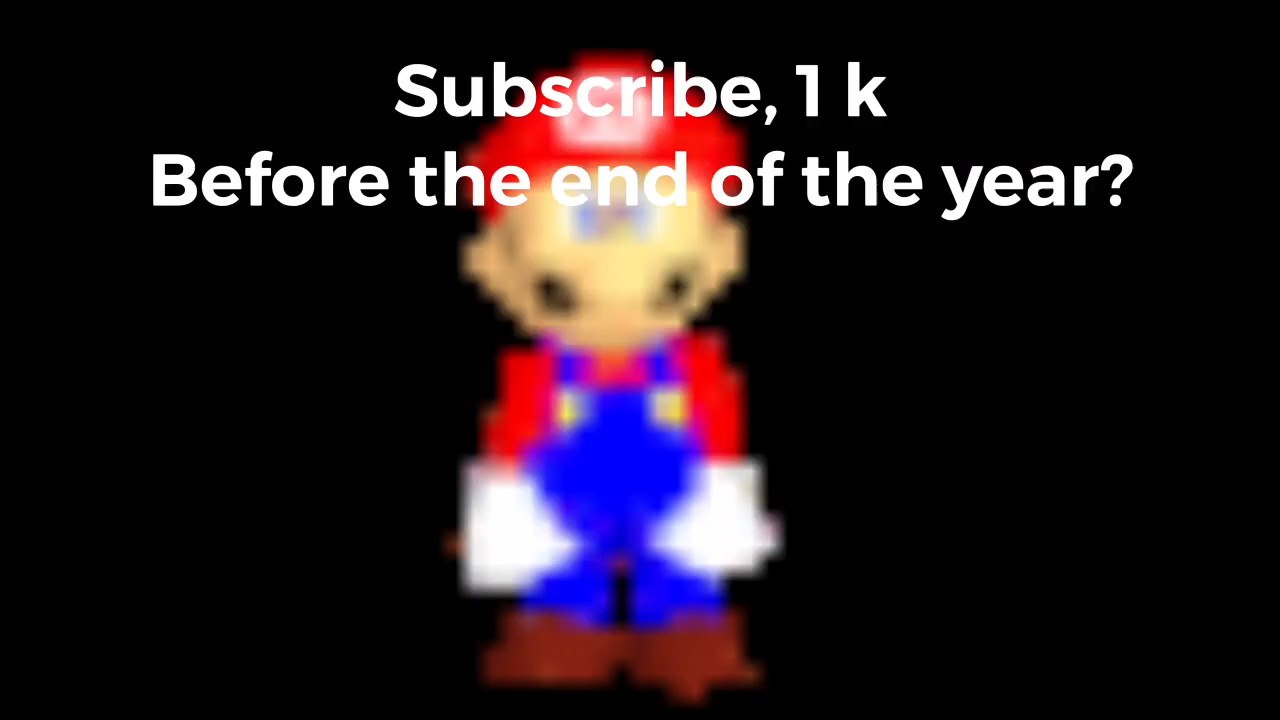 Subscribe, 1 k
Before the end of the year?